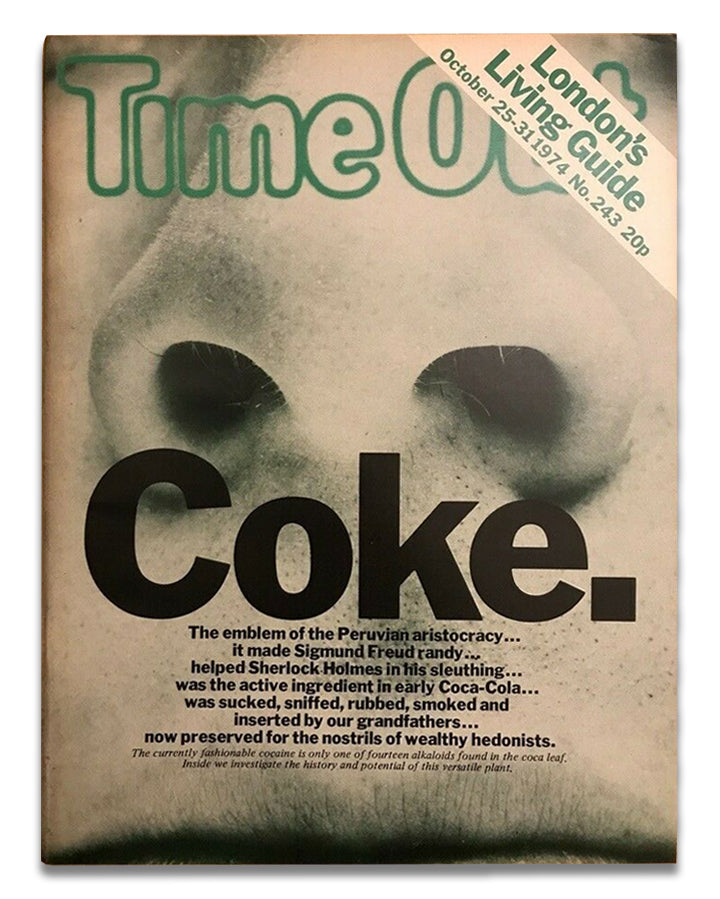 Time Out
London's
Living Guide
October 25-31 1974 No. 243 20p
Coke.
The emblem of the Peruvian aristocracy...
it made Sigmund Freud randy...
helped Sherlock Holmes in his sleuthing...
was the active ingredient in early Coca-Cola...
was sucked, sniffed, rubbed, smoked and
inserted by our grandfathers...
now preserved for the nostrils of wealthy hedonists.
The currently fashionable cocaine is only one of fourteen alkaloids found in the coca leaf.
Inside we investigate the history and potential of this versatile plant.